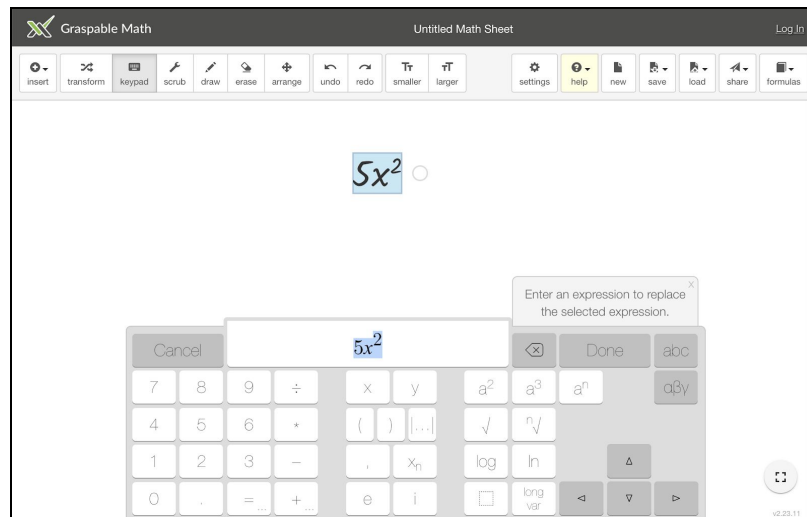 Graspable Math Untitled Math Sheet Log In
insert transform keypad scrub draw erase arrange undo redo smaller larger settings help new save load share formulas
5x²
x
Enter an expression to replace
the selected expression.
Cancel 5x² Done abc
7 8 9 ÷ x y a² a³ aⁿ αβγ
4 5 6 * ( ) |...| √ ⁿ√
1 2 3 − , xₙ log ln
0 . = ... + ... e i long
var
v2.23.11